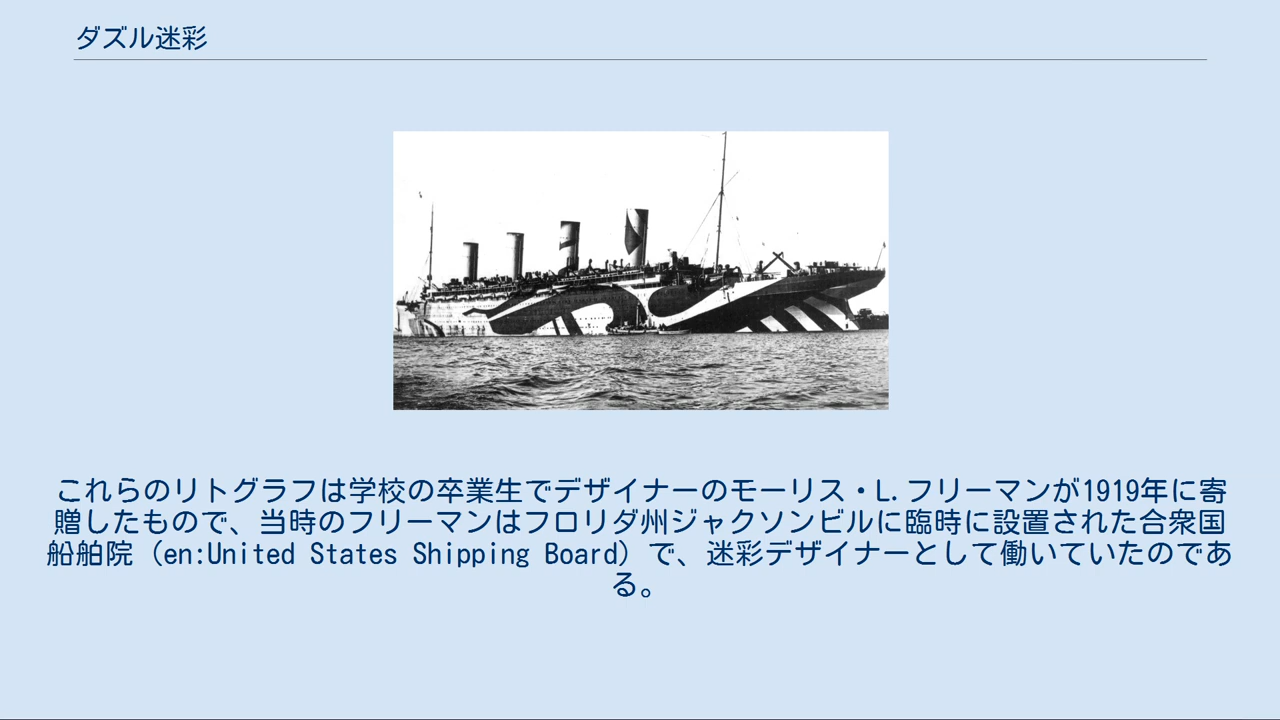 ダズル迷彩
これらのリトグラフは学校の卒業生でデザイナーのモーリス・L.フリーマンが1919年に寄
贈したもので、当時のフリーマンはフロリダ州ジャクソンビルに臨時に設置された合衆国
船舶院（en:United States Shipping Board）で、迷彩デザイナーとして働いていたのであ
る。